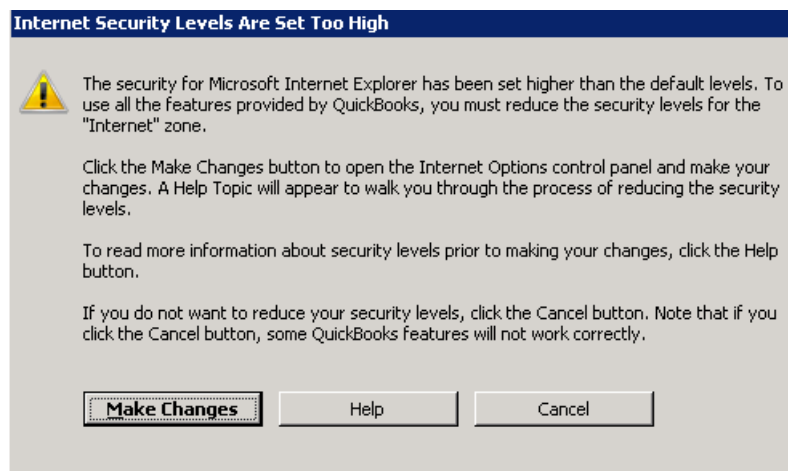 Internet Security Levels Are Set Too High
The security for Microsoft Internet Explorer has been set higher than the default levels. To
use all the features provided by QuickBooks, you must reduce the security levels for the
"Internet" zone.
Click the Make Changes button to open the Internet Options control panel and make your
changes. A Help Topic will appear to walk you through the process of reducing the security
levels.
To read more information about security levels prior to making your changes, click the Help
button.
If you do not want to reduce your security levels, click the Cancel button. Note that if you
click the Cancel button, some QuickBooks features will not work correctly.
Make Changes Help Cancel